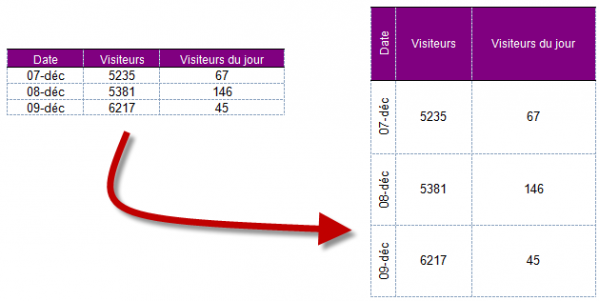 Date Visiteurs Visiteurs du jour
07-déc 5235 67
08-déc 5381 146
09-déc 6217 45
Date Visiteurs Visiteurs du jour
07-déc 5235 67
08-déc 5381 146
09-déc 6217 45